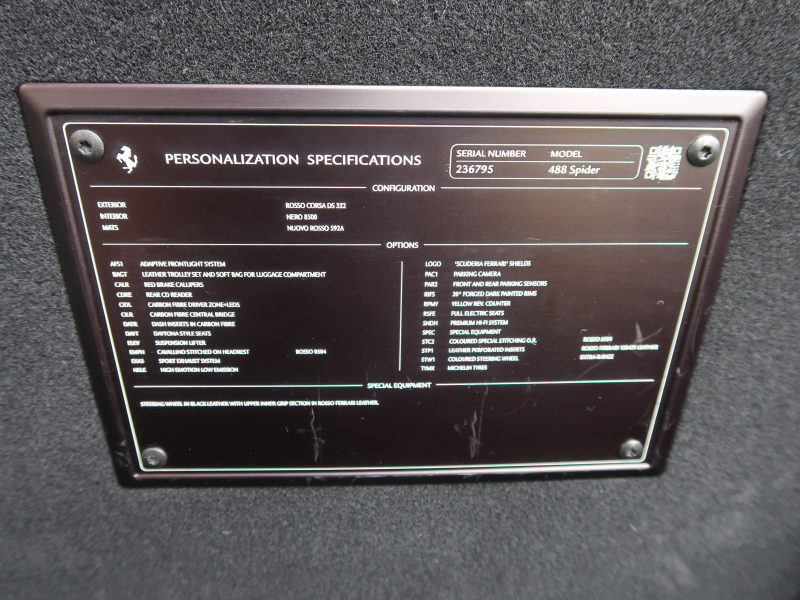 PERSONALIZATION SPECIFICATIONS
SERIAL NUMBER MODEL
236795 488 Spider
CONFIGURATION
EXTERIOR ROSSO CORSA DS 322
INTERIOR NERO 8500
MATS NUOVO ROSSO 592A
OPTIONS
AFS1 ADAPTIVE FRONTLIGHT SYSTEM
BAGT LEATHER TROLLEY SET AND SOFT BAG FOR LUGGAGE COMPARTMENT
CALR RED BRAKE CALLIPERS
CDRE REAR CD READER
CIDL CARBON FIBRE DRIVER ZONE+LEDS
CLR CARBON FIBRE CENTRAL BRIDGE
DATR DASH INSERTS IN CARBON FIBRE
DAYT DAYTONA STYLE SEATS
ELEV SUSPENSION LIFTER
EMPH CAVALLINO STITCHED ON HEADREST ROSSO 8504
EXAS SPORT EXHAUST SYSTEM
HELE HIGH EMOTION LOW EMISSION
LOGO "SCUDERIA FERRARI" SHIELDS
PAC1 PARKING CAMERA
PAR2 FRONT AND REAR PARKING SENSORS
RIFS 20" FORGED DARK PAINTED RIMS
RPMY YELLOW REV. COUNTER
RSFE FULL ELECTRIC SEATS
SNDH PREMIUM HI-FI SYSTEM
SPEC SPECIAL EQUIPMENT
STC2 COLOURED SPECIAL STITCHING O.R. ROSSO 8504
STP1 LEATHER PERFORATED INSERTS ROSSO FERRARI LEATHER
STW1 COLOURED STEERING WHEEL EXTRA-RANGE
TYMX MICHELIN TYRES
SPECIAL EQUIPMENT
STEERING WHEEL IN BLACK LEATHER WITH UPPER INNER GRIP SECTION IN ROSSO FERRARI LEATHER.